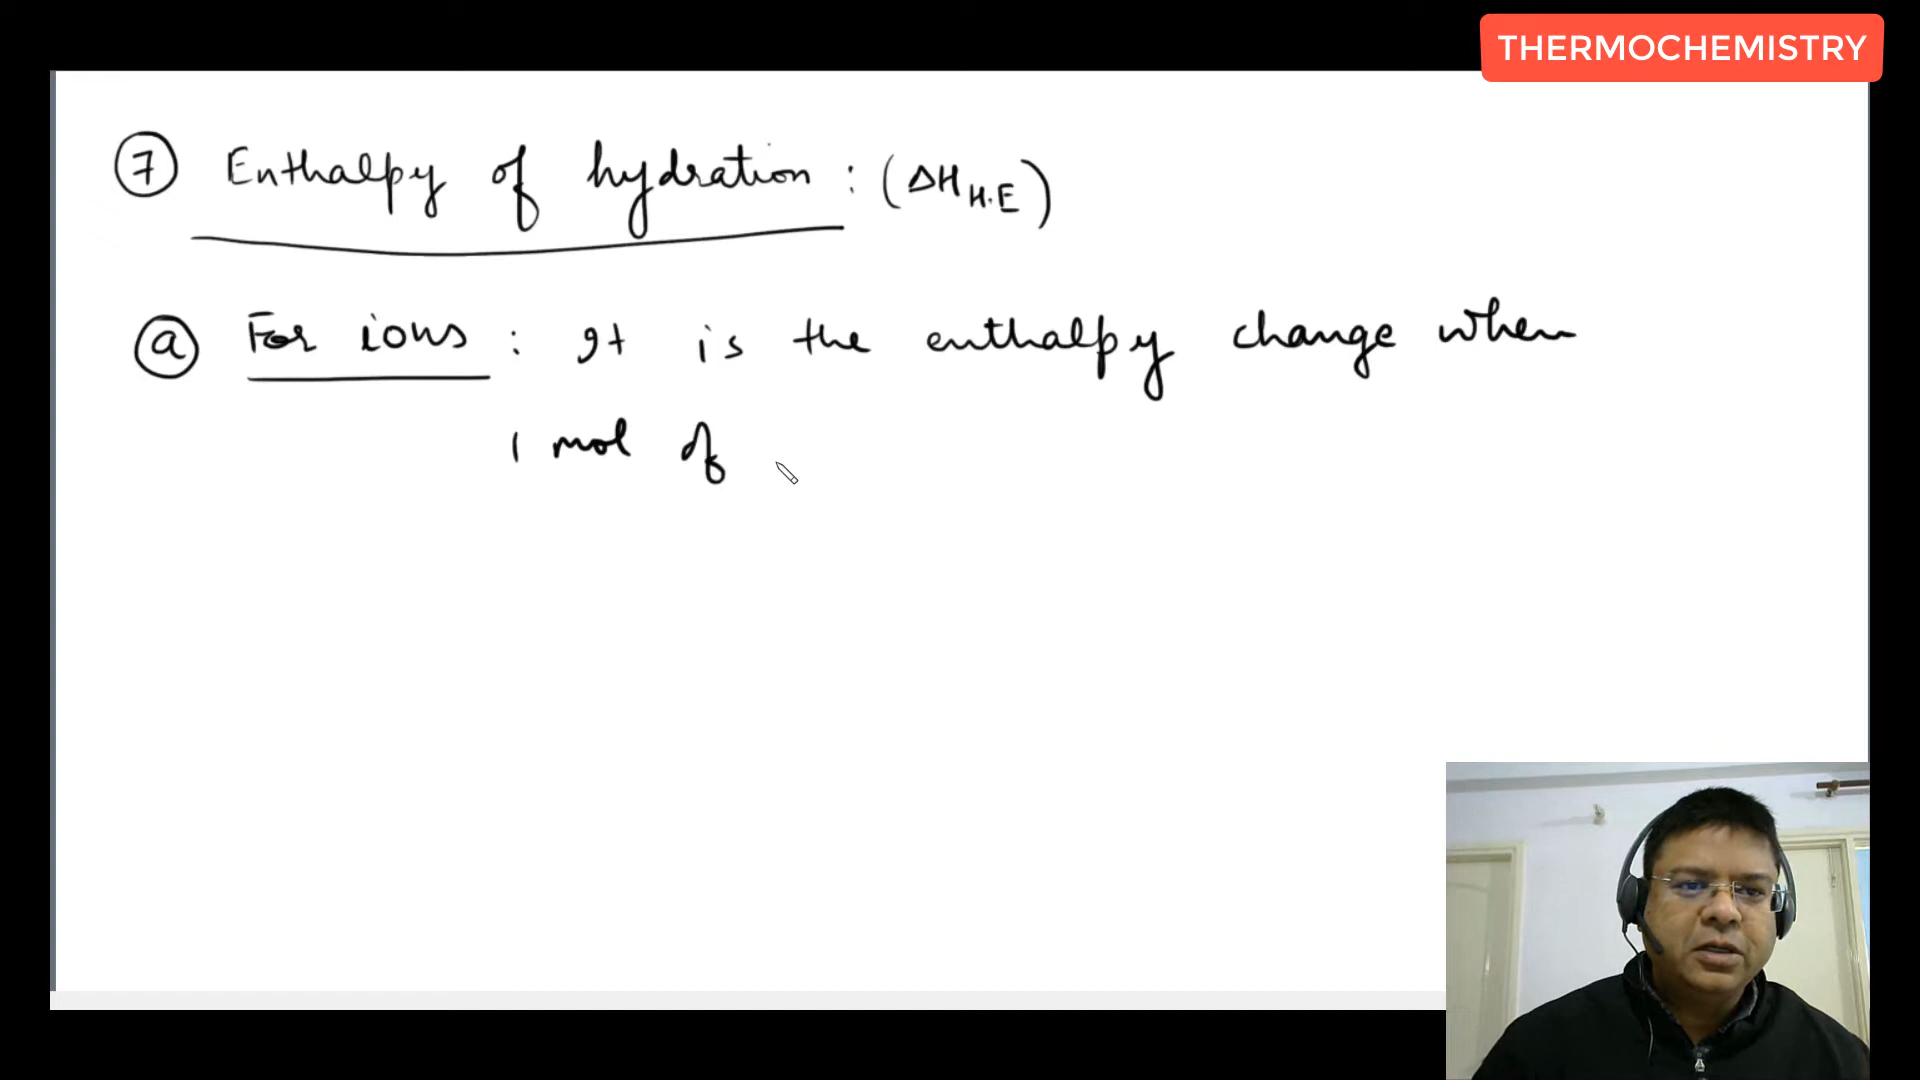 THERMOCHEMISTRY
7 Enthalpy of hydration : (ΔH H.E)
a For ions : It is the enthalpy change when
1 mol of